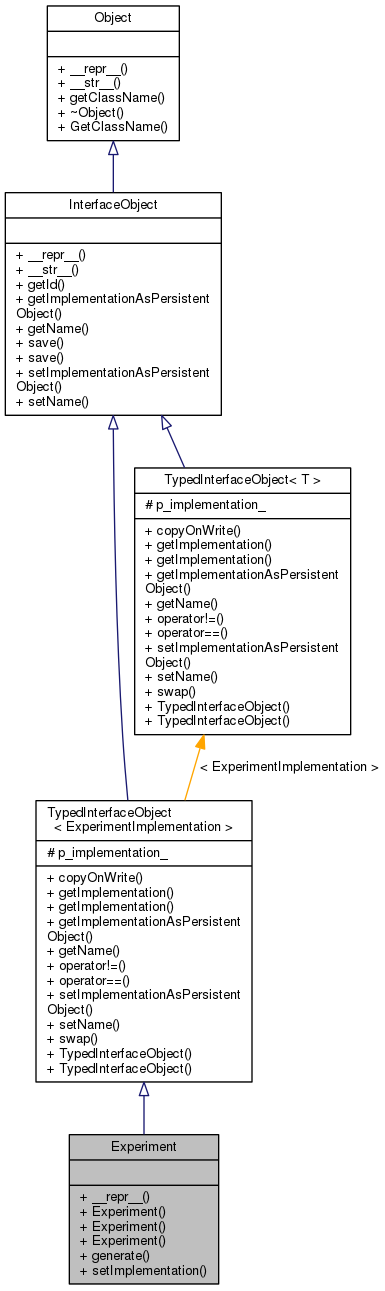 Object
+ __repr__()
+ __str__()
+ getClassName()
+ ~Object()
+ GetClassName()
InterfaceObject
+ __repr__()
+ __str__()
+ getId()
+ getImplementationAsPersistent
Object()
+ getName()
+ save()
+ save()
+ setImplementationAsPersistent
Object()
+ setName()
TypedInterfaceObject< T >
# p_implementation_
+ copyOnWrite()
+ getImplementation()
+ getImplementation()
+ getImplementationAsPersistent
Object()
+ getName()
+ operator!=()
+ operator==()
+ setImplementationAsPersistent
Object()
+ setName()
+ swap()
+ TypedInterfaceObject()
+ TypedInterfaceObject()
< ExperimentImplementation >
TypedInterfaceObject
< ExperimentImplementation >
# p_implementation_
+ copyOnWrite()
+ getImplementation()
+ getImplementation()
+ getImplementationAsPersistent
Object()
+ getName()
+ operator!=()
+ operator==()
+ setImplementationAsPersistent
Object()
+ setName()
+ swap()
+ TypedInterfaceObject()
+ TypedInterfaceObject()
Experiment
+ __repr__()
+ Experiment()
+ Experiment()
+ Experiment()
+ generate()
+ setImplementation()